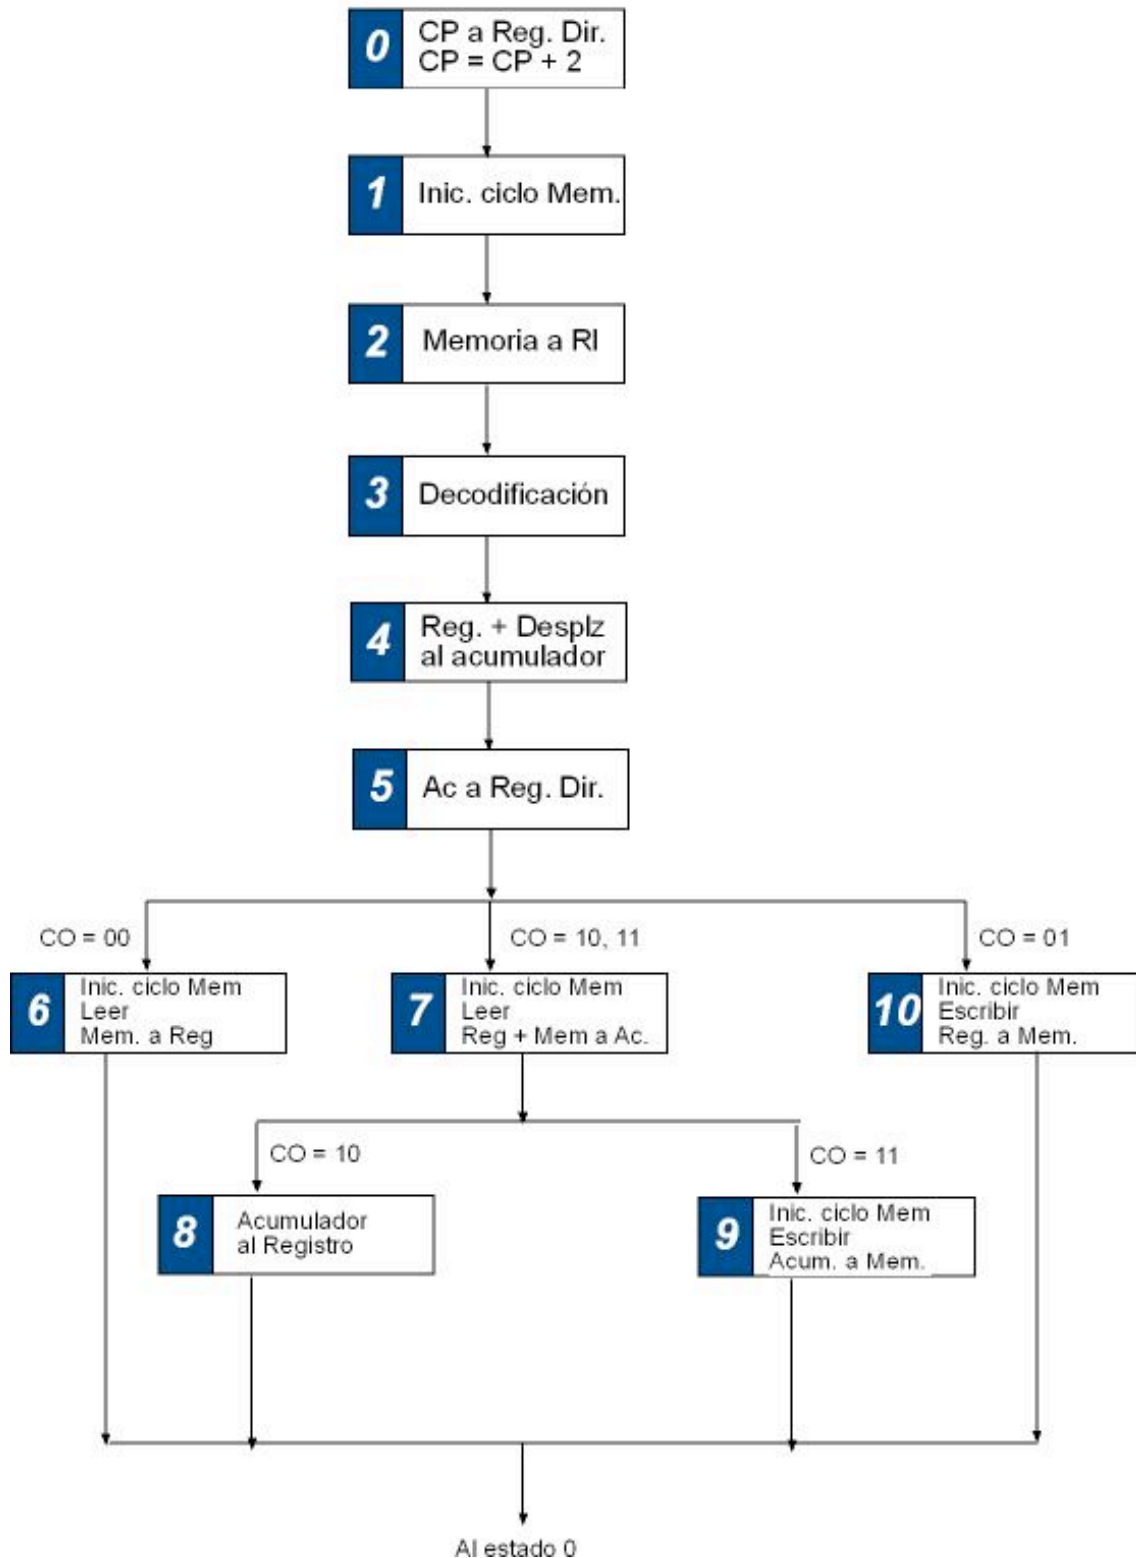 0
CP a Reg. Dir.
CP = CP + 2
1
Inic. ciclo Mem.
2
Memoria a RI
3
Decodificación
4
Reg. + Desplz
al acumulador
5
Ac a Reg. Dir.
CO = 00
CO = 10, 11
CO = 01
6
Inic. ciclo Mem
Leer
Mem. a Reg
7
Inic. ciclo Mem
Leer
Reg + Mem a Ac.
10
Inic. ciclo Mem
Escribir
Reg. a Mem.
CO = 10
CO = 11
8
Acumulador
al Registro
9
Inic. ciclo Mem
Escribir
Acum. a Mem.
Al estado 0